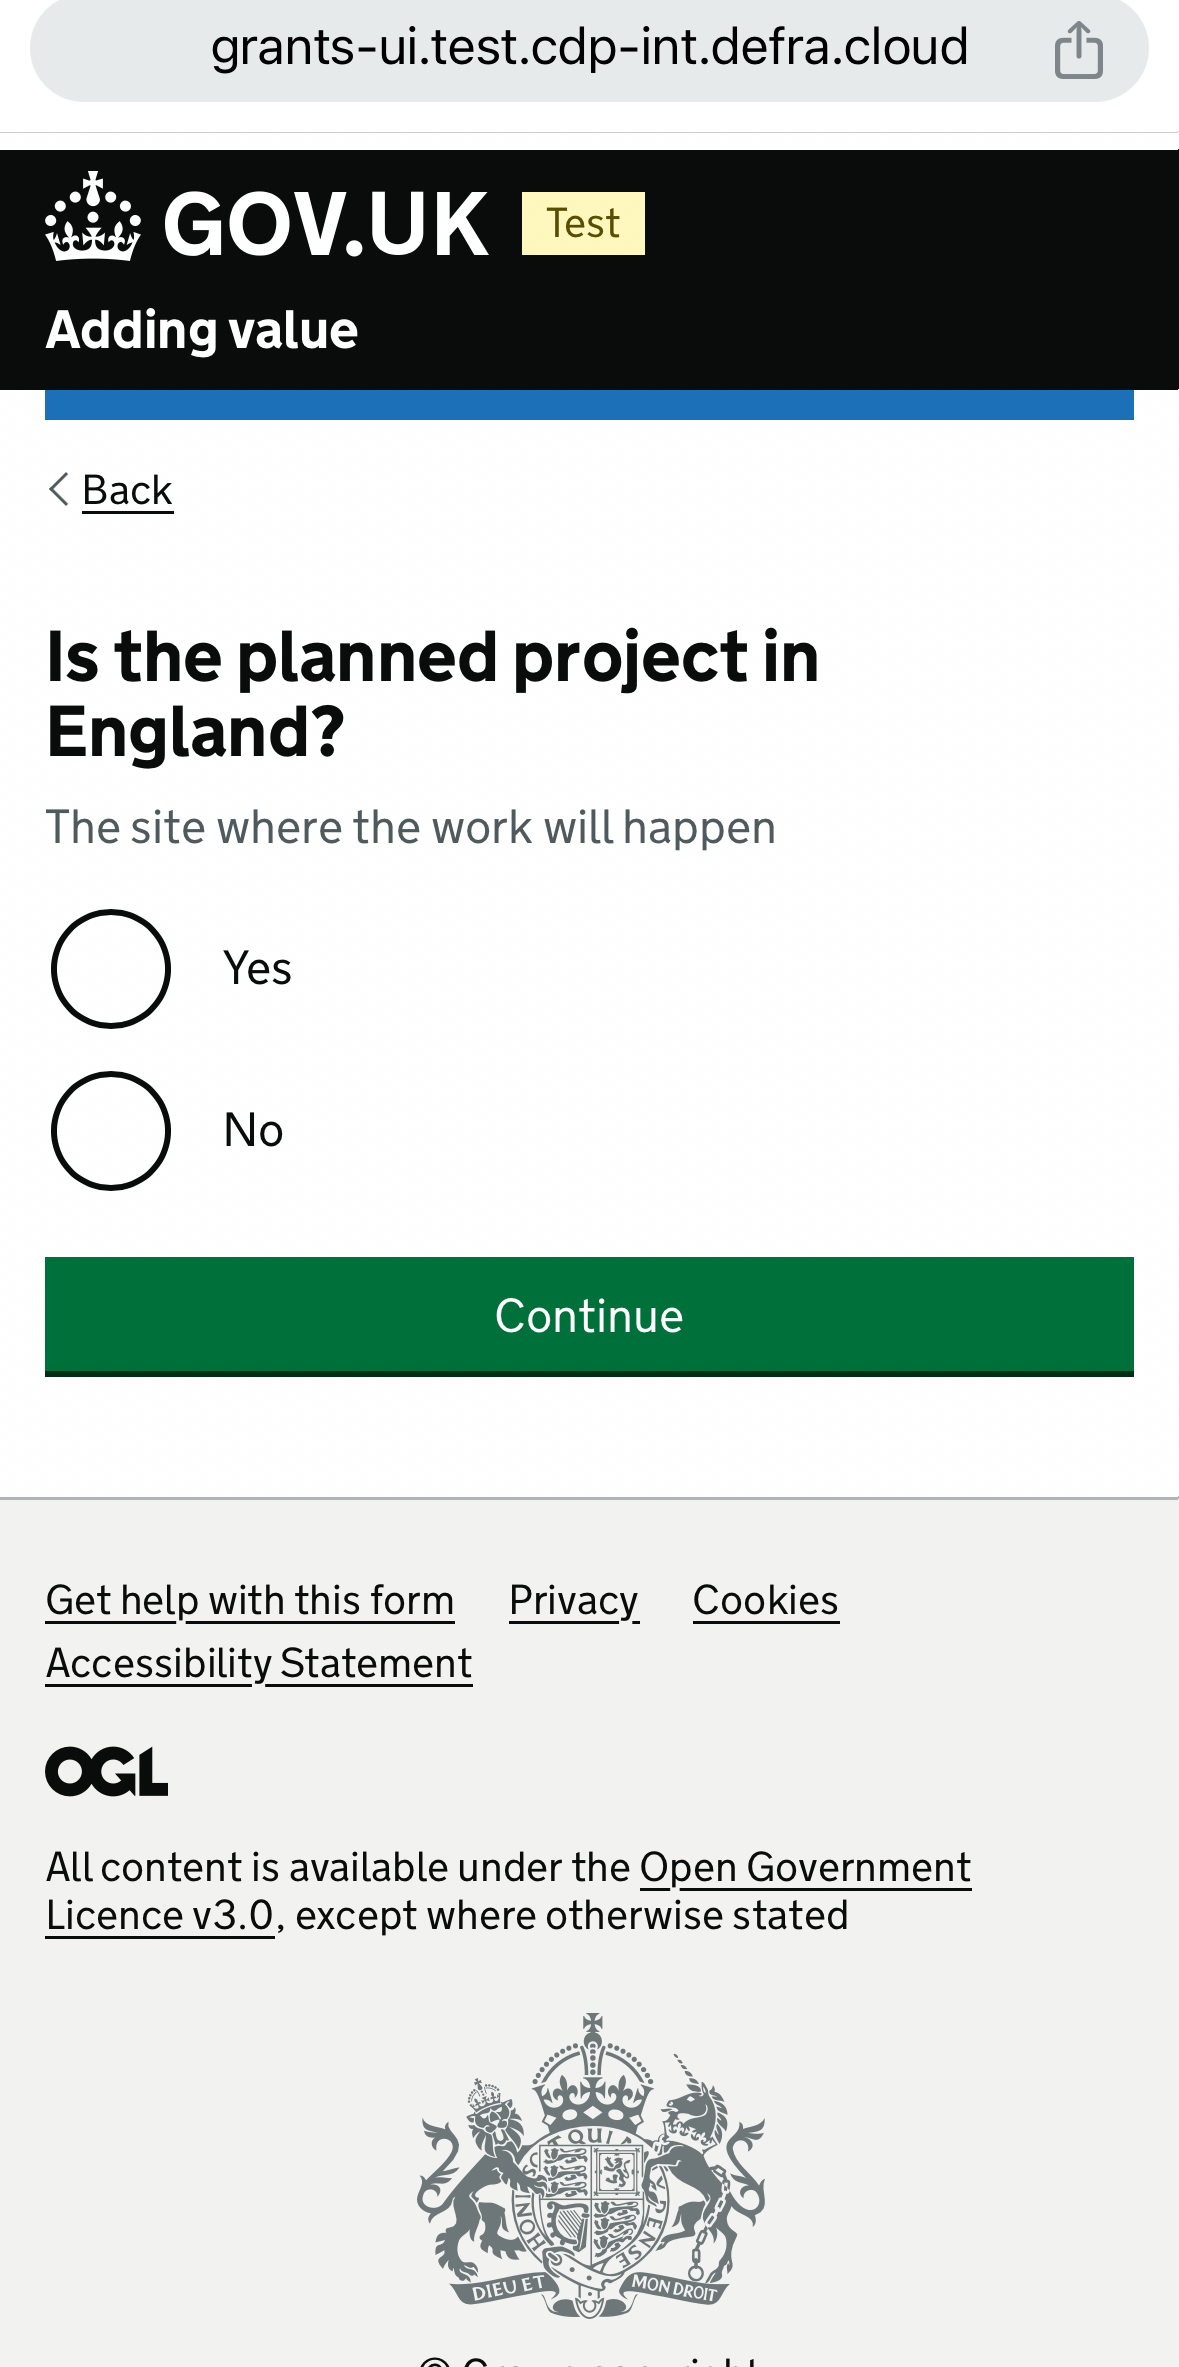 grants-ui.test.cdp-int.defra.cloud
GOV.UK Test
Adding value
Back
Is the planned project in
England?
The site where the work will happen
Yes
No
Continue
Get help with this form Privacy Cookies
Accessibility Statement
OGL
All content is available under the Open Government
Licence v3.0, except where otherwise stated
DIEU ET MON DROIT